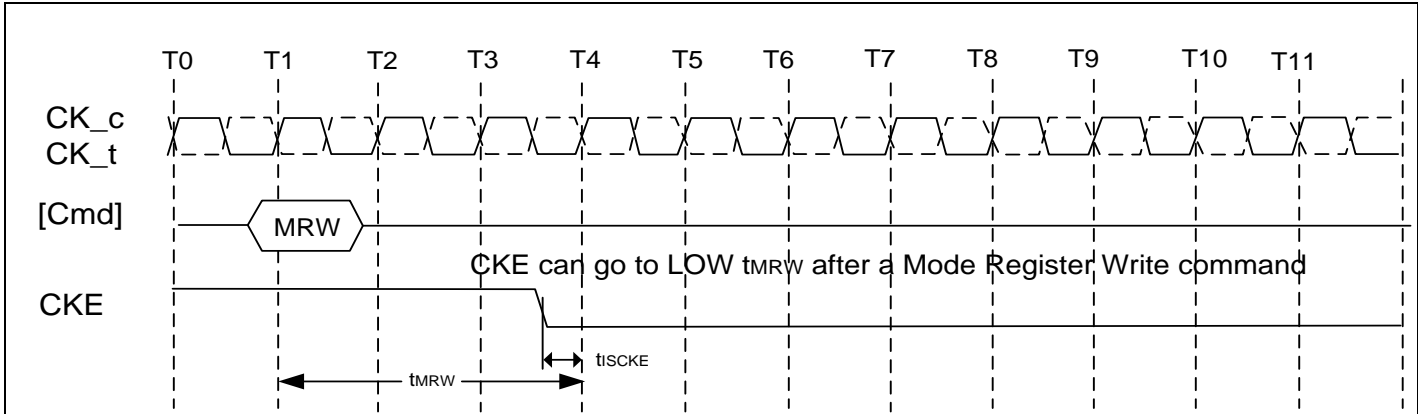 T0 T1 T2 T3 T4 T5 T6 T7 T8 T9 T10 T11
CK_c
CK_t
[Cmd] MRW
CKE can go to LOW tMRW after a Mode Register Write command
CKE
tISCKE
tMRW